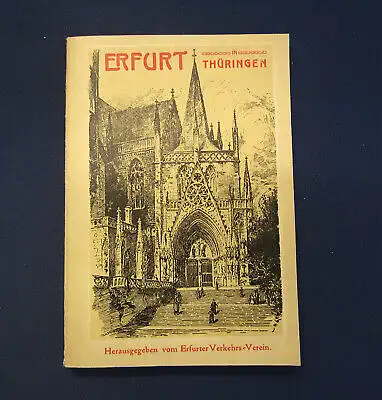 ERFURT
IN
THÜRINGEN
Herausgegeben vom Erfurter Verkehrs-Verein.